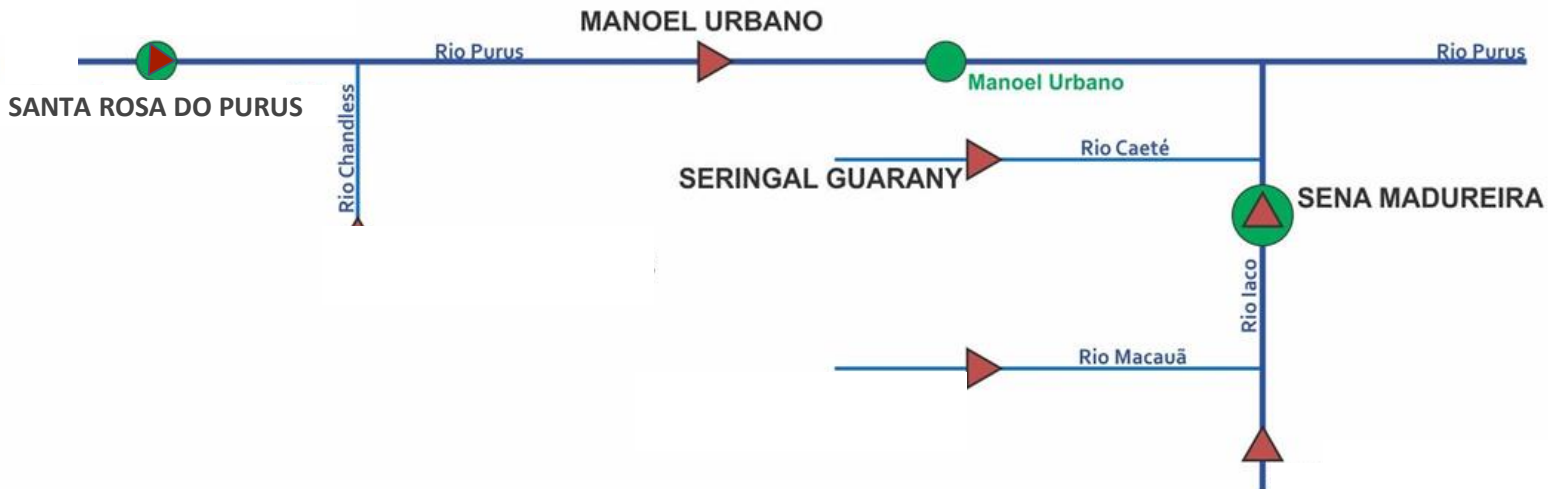 MANOEL URBANO
Rio Purus
Rio Purus
Manoel Urbano
SANTA ROSA DO PURUS
Rio Chandless
Rio Caeté
SERINGAL GUARANY
SENA MADUREIRA
Rio Iaco
Rio Macauã